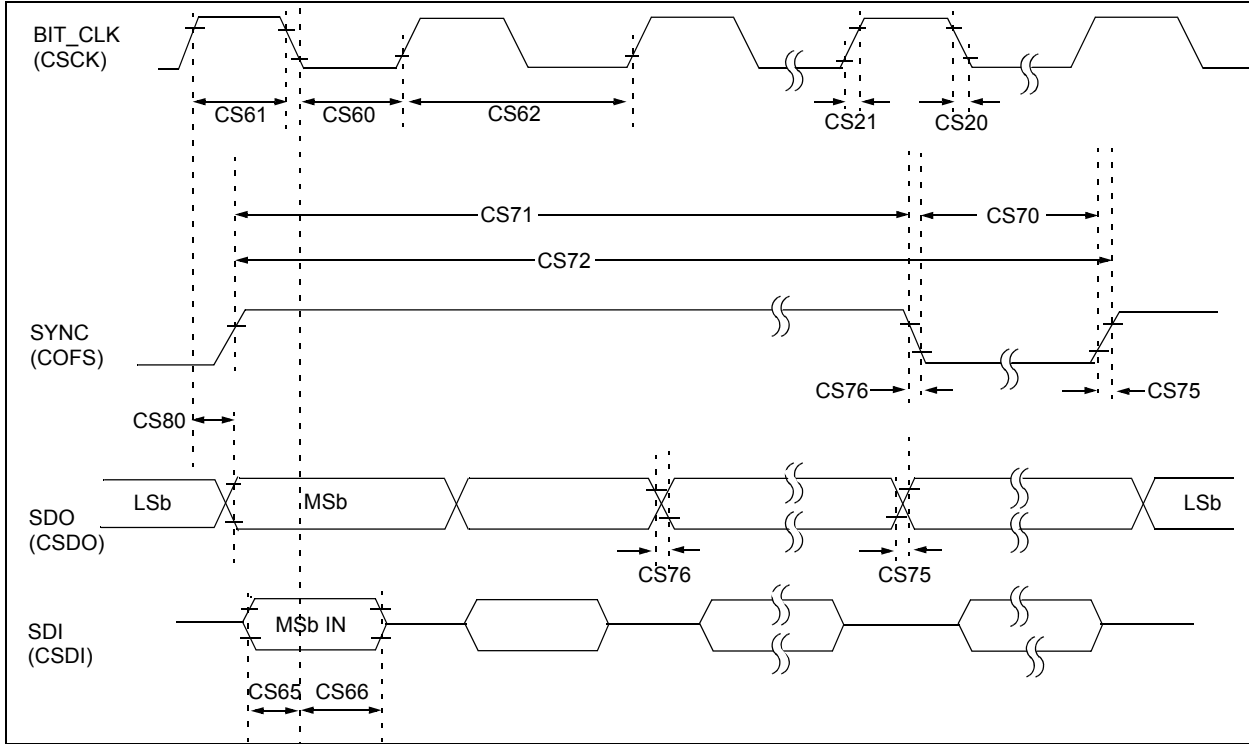 BIT_CLK
(CSCK)
CS61
CS60
CS62
CS21
CS20
CS71
CS70
CS72
SYNC
(COFS)
CS76
CS75
CS80
LSb
MSb
LSb
SDO
(CSDO)
CS76
CS75
MSb IN
SDI
(CSDI)
CS65
CS66